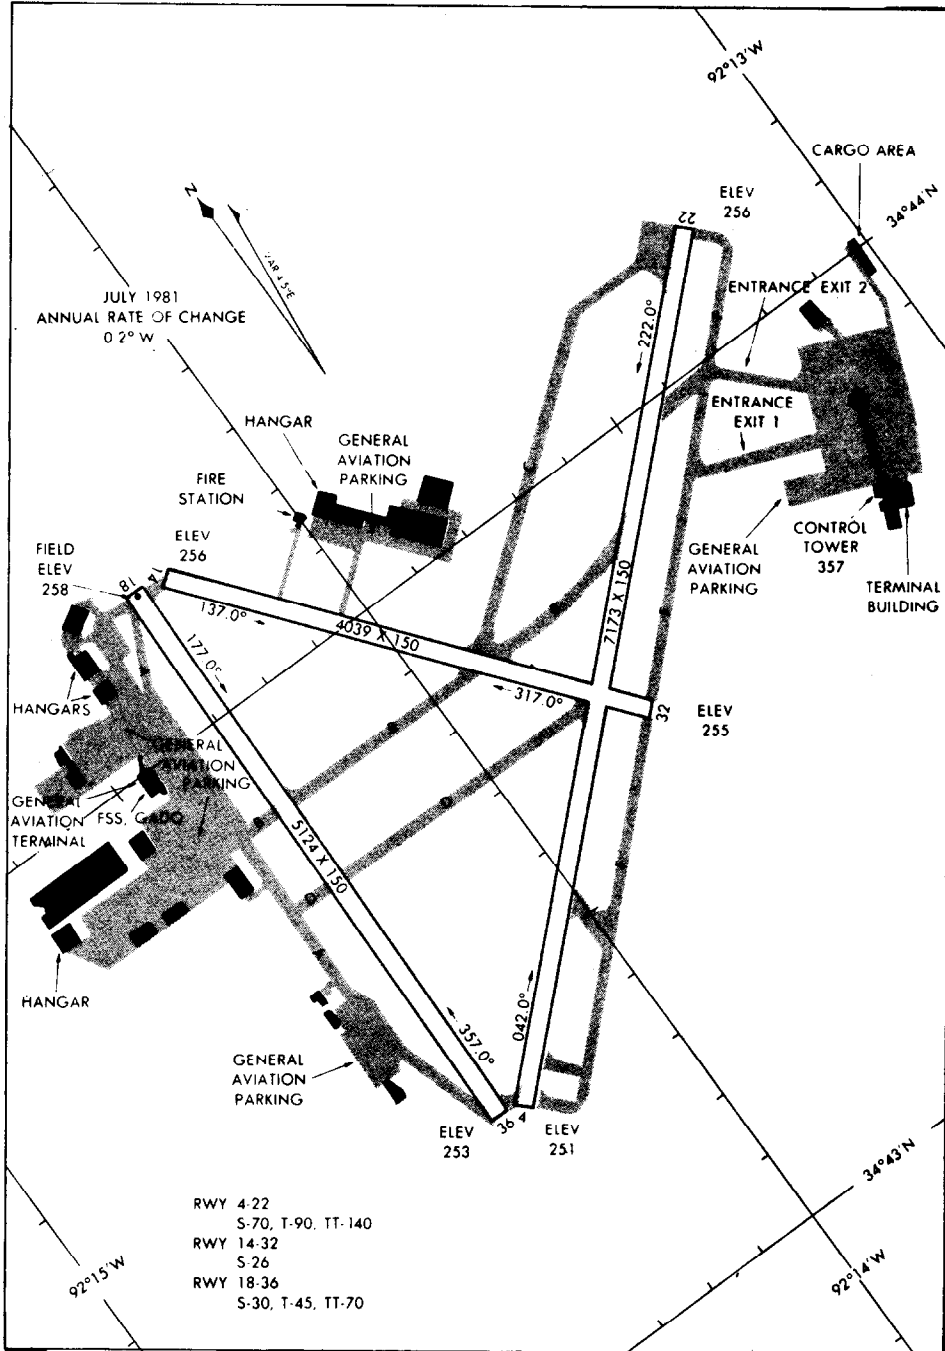 92°13'W
CARGO AREA
34°44'N
ELEV
256
22
N
VAR 4.5°E
JULY 1981
ANNUAL RATE OF CHANGE
0.2° W
222.0°
ENTRANCE EXIT 2
ENTRANCE
EXIT 1
HANGAR
GENERAL
AVIATION
PARKING
FIRE
STATION
CONTROL
TOWER
357
GENERAL
AVIATION
PARKING
TERMINAL
BUILDING
FIELD
ELEV
258
ELEV
256
18
14
137.0°
4039 X 150
7173 X 150
177.0°
317.0°
32
ELEV
255
HANGARS
GENERAL
AVIATION
PARKING
GENERAL
AVIATION
TERMINAL
FSS, GADO
5124 X 150
HANGAR
042.0°
357.0°
GENERAL
AVIATION
PARKING
36
4
ELEV
253
ELEV
251
34°43'N
RWY 4-22
S-70, T-90, TT-140
RWY 14-32
S-26
RWY 18-36
S-30, T-45, TT-70
92°15'W
92°14'W